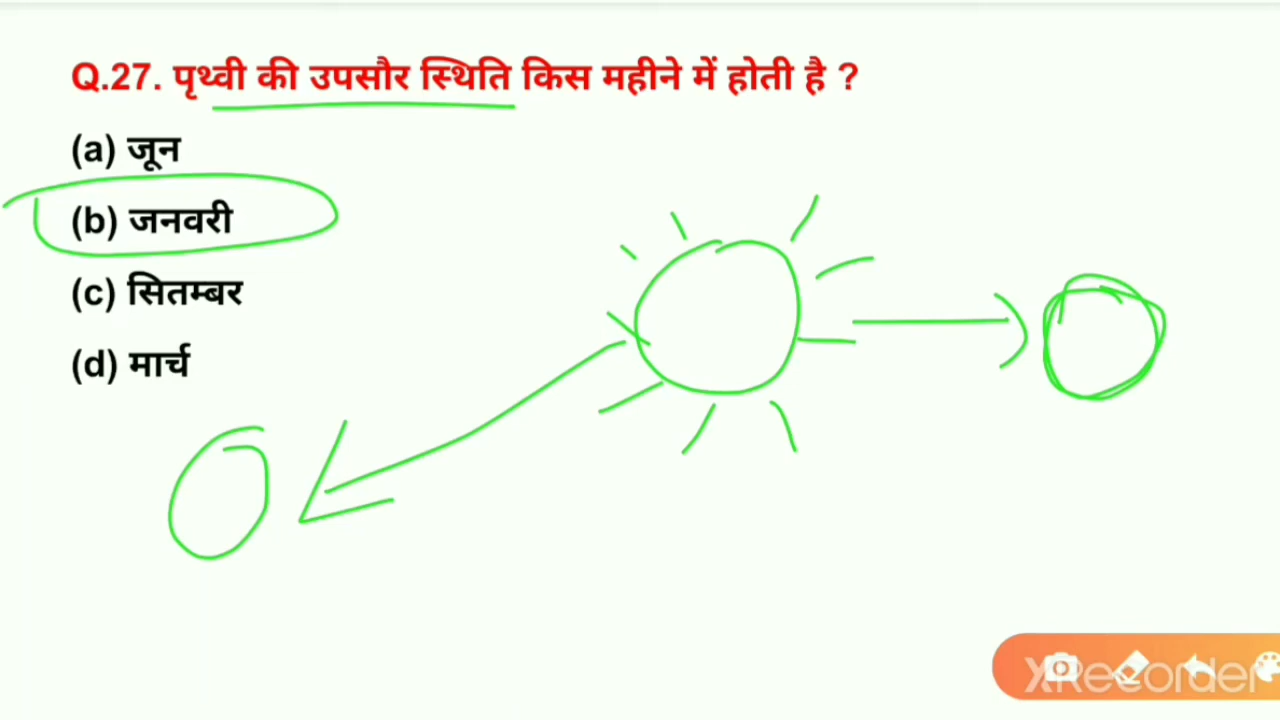 Q.27. पृथ्वी की उपसौर स्थिति किस महीने में होती है ?
(a) जून
(b) जनवरी
(c) सितम्बर
(d) मार्च
XRecorder